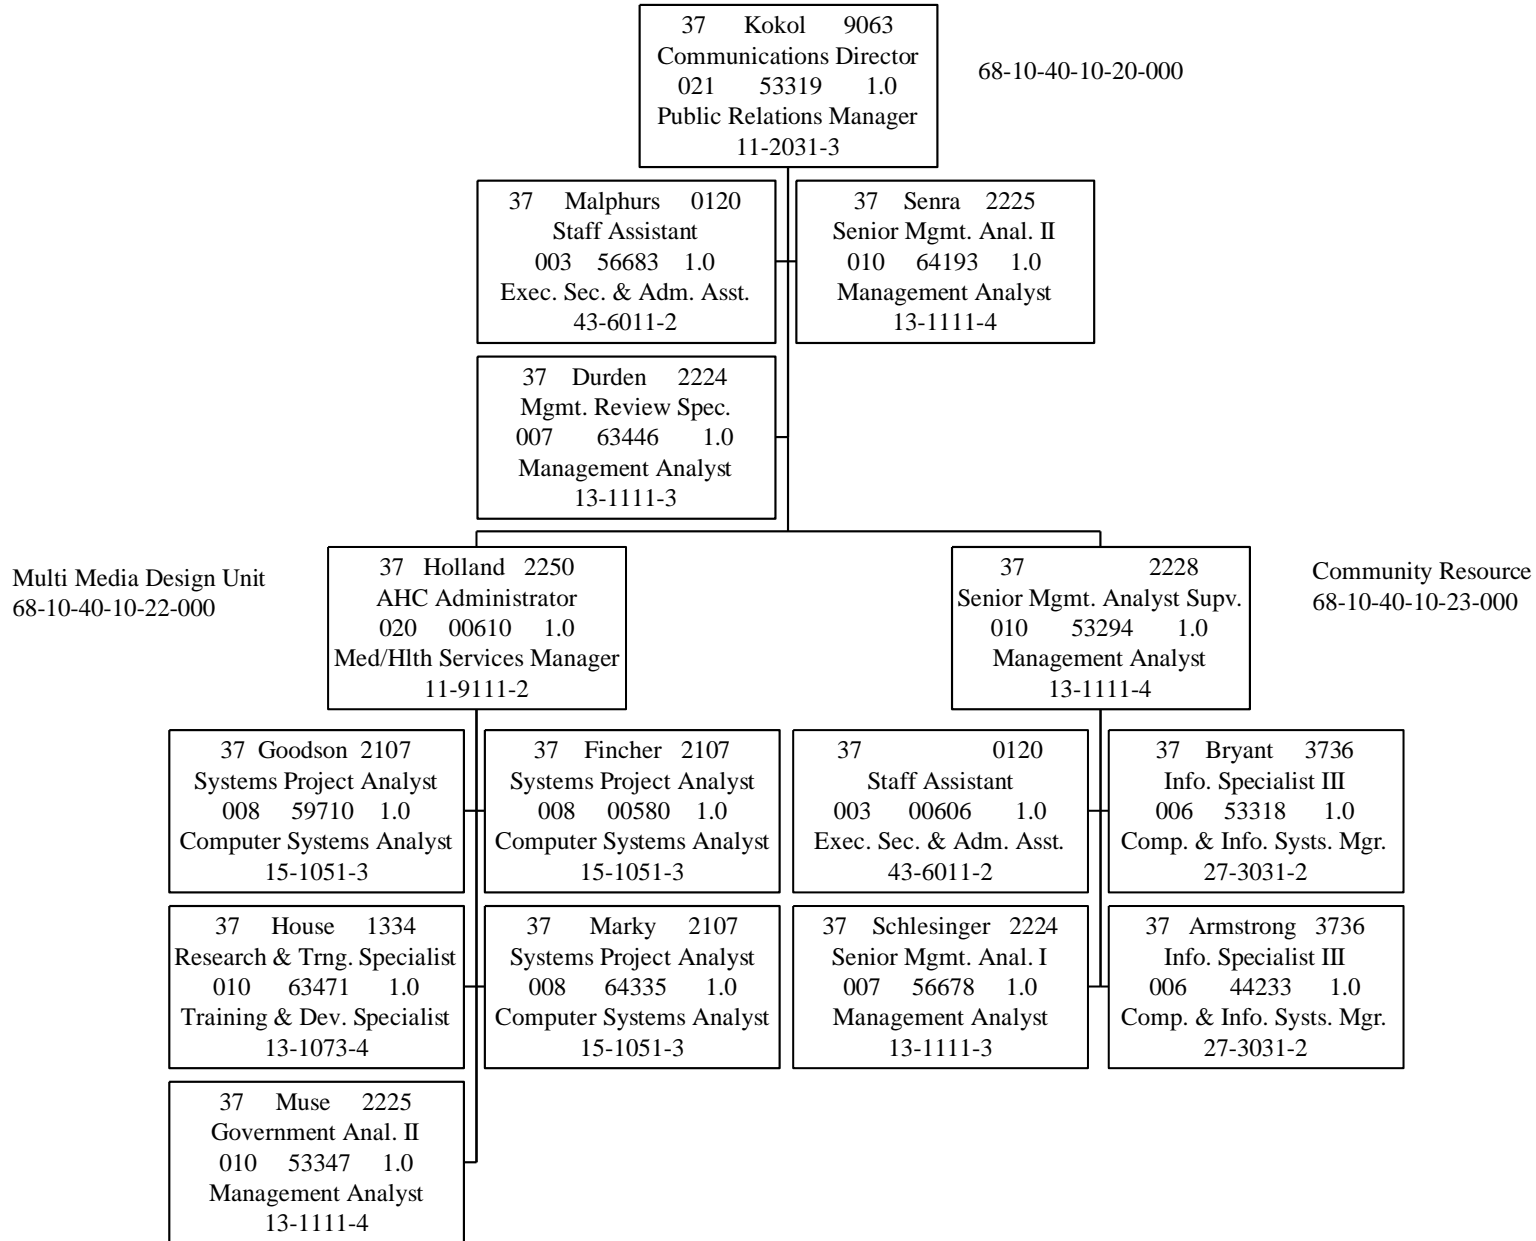 37 Kokol 9063
Communications Director
021 53319 1.0
Public Relations Manager
11-2031-3
68-10-40-10-20-000
37 Malphurs 0120
Staff Assistant
003 56683 1.0
Exec. Sec. & Adm. Asst.
43-6011-2
37 Senra 2225
Senior Mgmt. Anal. II
010 64193 1.0
Management Analyst
13-1111-4
37 Durden 2224
Mgmt. Review Spec.
007 63446 1.0
Management Analyst
13-1111-3
Multi Media Design Unit
68-10-40-10-22-000
37 Holland 2250
AHC Administrator
020 00610 1.0
Med/Hlth Services Manager
11-9111-2
37 2228
Senior Mgmt. Analyst Supv.
010 53294 1.0
Management Analyst
13-1111-4
Community Resource
68-10-40-10-23-000
37 Goodson 2107
Systems Project Analyst
008 59710 1.0
Computer Systems Analyst
15-1051-3
37 Fincher 2107
Systems Project Analyst
008 00580 1.0
Computer Systems Analyst
15-1051-3
37 0120
Staff Assistant
003 00606 1.0
Exec. Sec. & Adm. Asst.
43-6011-2
37 Bryant 3736
Info. Specialist III
006 53318 1.0
Comp. & Info. Systs. Mgr.
27-3031-2
37 House 1334
Research & Trng. Specialist
010 63471 1.0
Training & Dev. Specialist
13-1073-4
37 Marky 2107
Systems Project Analyst
008 64335 1.0
Computer Systems Analyst
15-1051-3
37 Schlesinger 2224
Senior Mgmt. Anal. I
007 56678 1.0
Management Analyst
13-1111-3
37 Armstrong 3736
Info. Specialist III
006 44233 1.0
Comp. & Info. Systs. Mgr.
27-3031-2
37 Muse 2225
Government Anal. II
010 53347 1.0
Management Analyst
13-1111-4